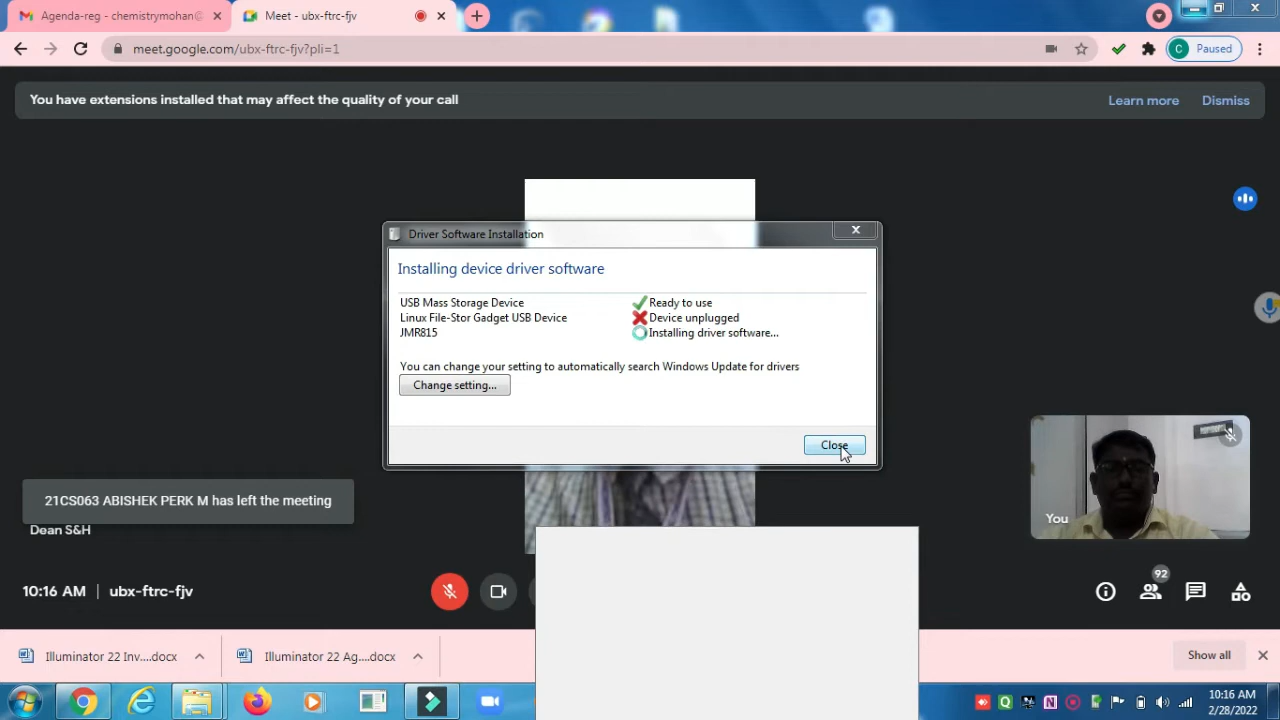 Agenda-reg - chemistrymohan@
Meet - ubx-ftrc-fjv
meet.google.com/ubx-ftrc-fjv?pli=1
C Paused
You have extensions installed that may affect the quality of your call
Learn more
Dismiss
Driver Software Installation
Installing device driver software
USB Mass Storage Device Ready to use
Linux File-Stor Gadget USB Device Device unplugged
JMR815 Installing driver software...
You can change your setting to automatically search Windows Update for drivers
Change setting...
Close
21CS063 ABISHEK PERK M has left the meeting
Dean S&H
You
92
10:16 AM | ubx-ftrc-fjv
Illuminator 22 Inv....docx
Illuminator 22 Ag....docx
Show all
10:16 AM
2/28/2022